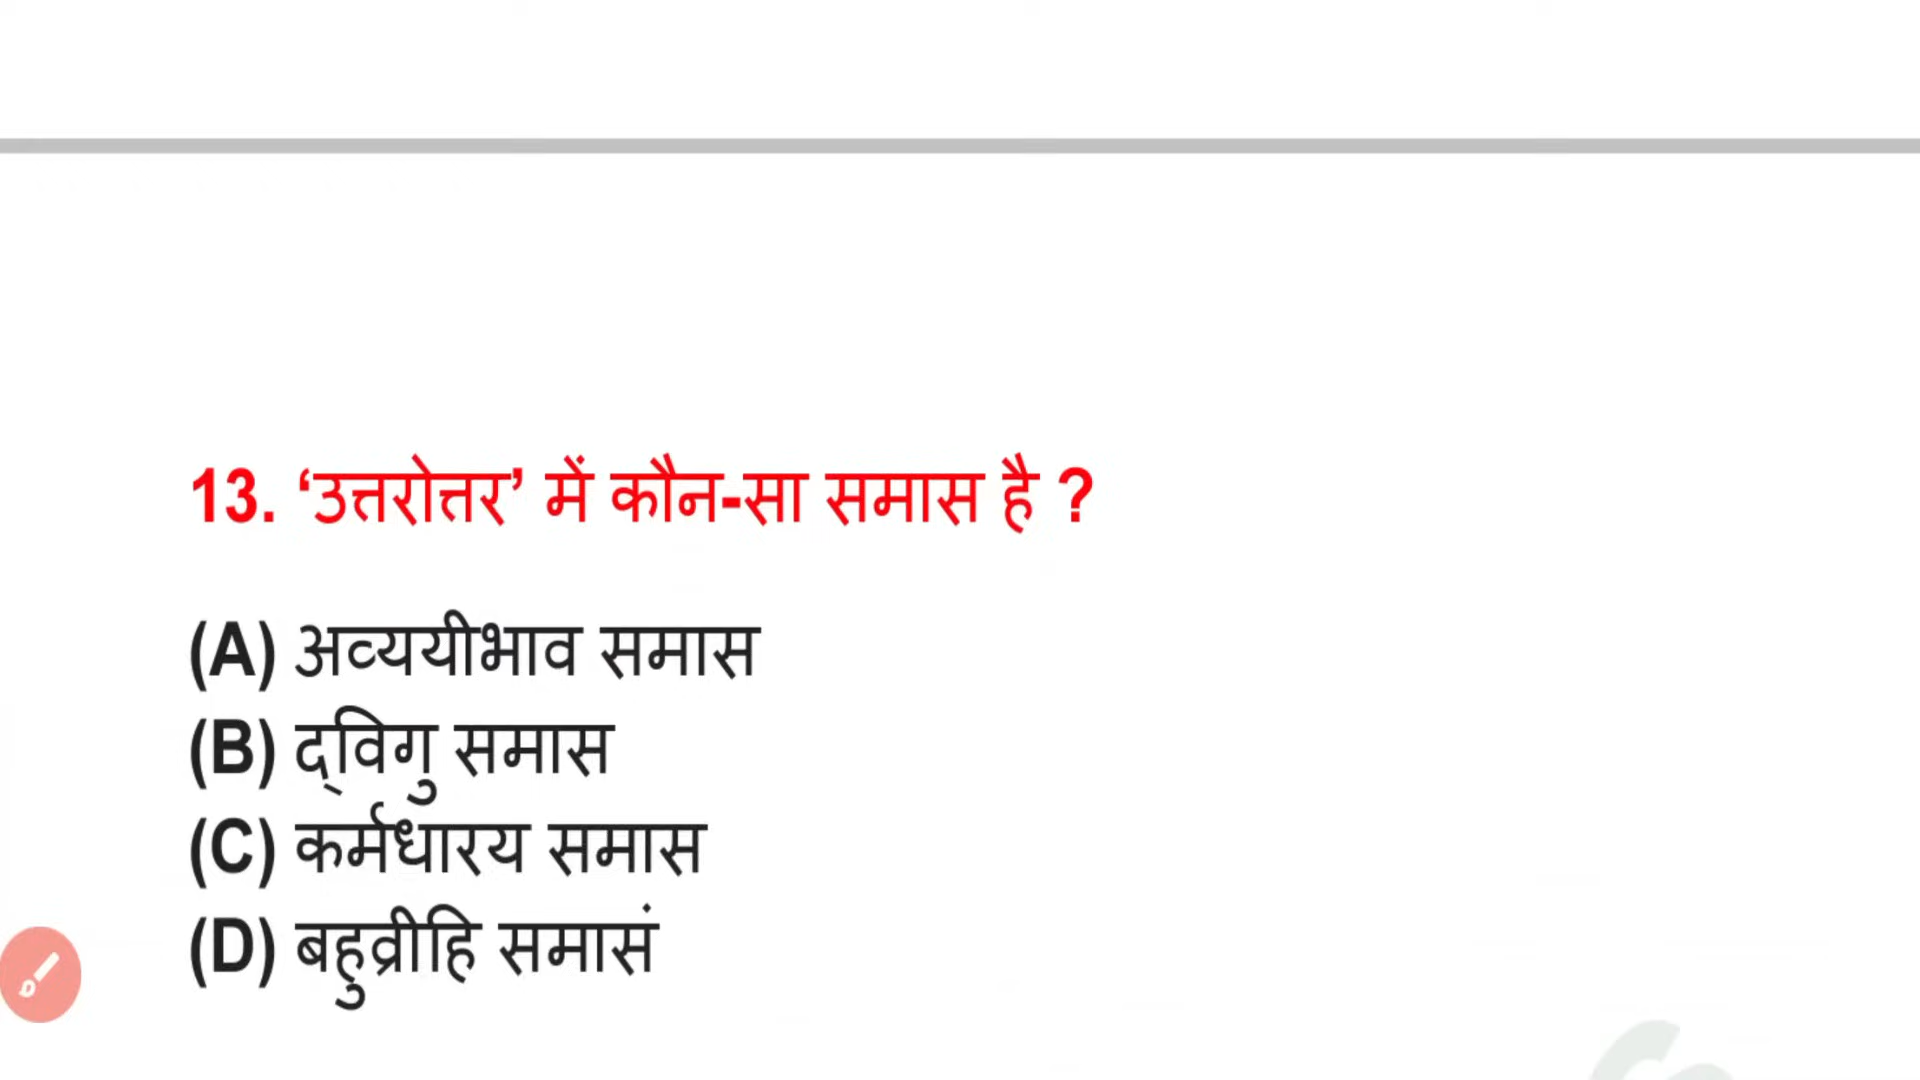 13. ‘उत्तरोत्तर’ में कौन-सा समास है ?
(A) अव्ययीभाव समास
(B) द्‌विगु समास
(C) कर्मधारय समास
(D) बहुव्रीहि समासं